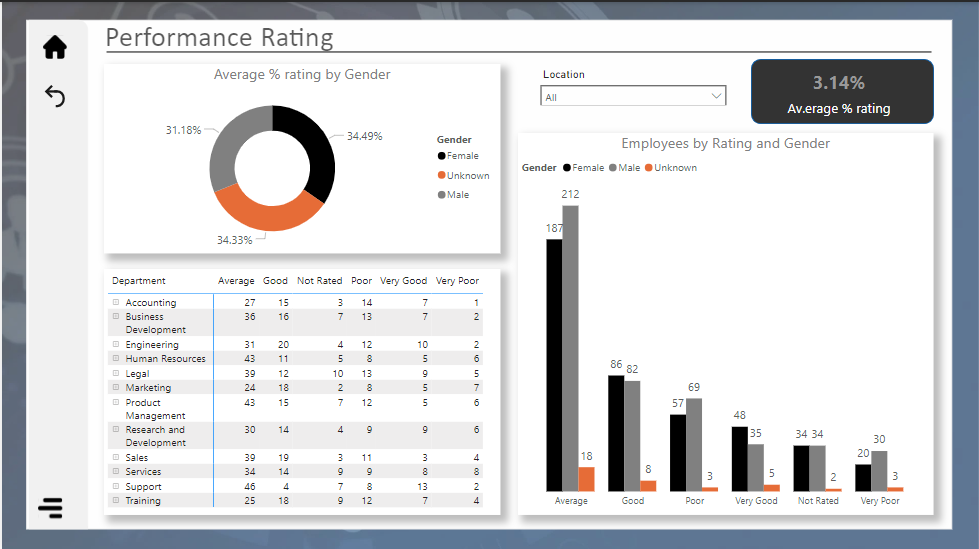 Performance Rating
Average % rating by Gender
31.18%
34.49%
34.33%
Gender
Female
Unknown
Male
Location
All
3.14%
Av.erage % rating
Employees by Rating and Gender
Gender Female Male Unknown
187 212 18
86 82 8
57 69 3
48 35 5
34 34 2
20 30 3
Average Good Poor Very Good Not Rated Very Poor
Department Average Good Not Rated Poor Very Good Very Poor
Accounting 27 15 3 14 7 1
Business 36 16 7 13 7 2
Development
Engineering 31 20 4 12 10 2
Human Resources 43 11 5 8 5 6
Legal 39 12 10 13 9 5
Marketing 24 18 2 8 5 7
Product 43 15 7 12 5 6
Management
Research and 30 14 4 9 9 6
Development
Sales 39 19 3 11 3 4
Services 34 14 9 9 8 8
Support 46 4 7 8 13 2
Training 25 18 9 12 7 4